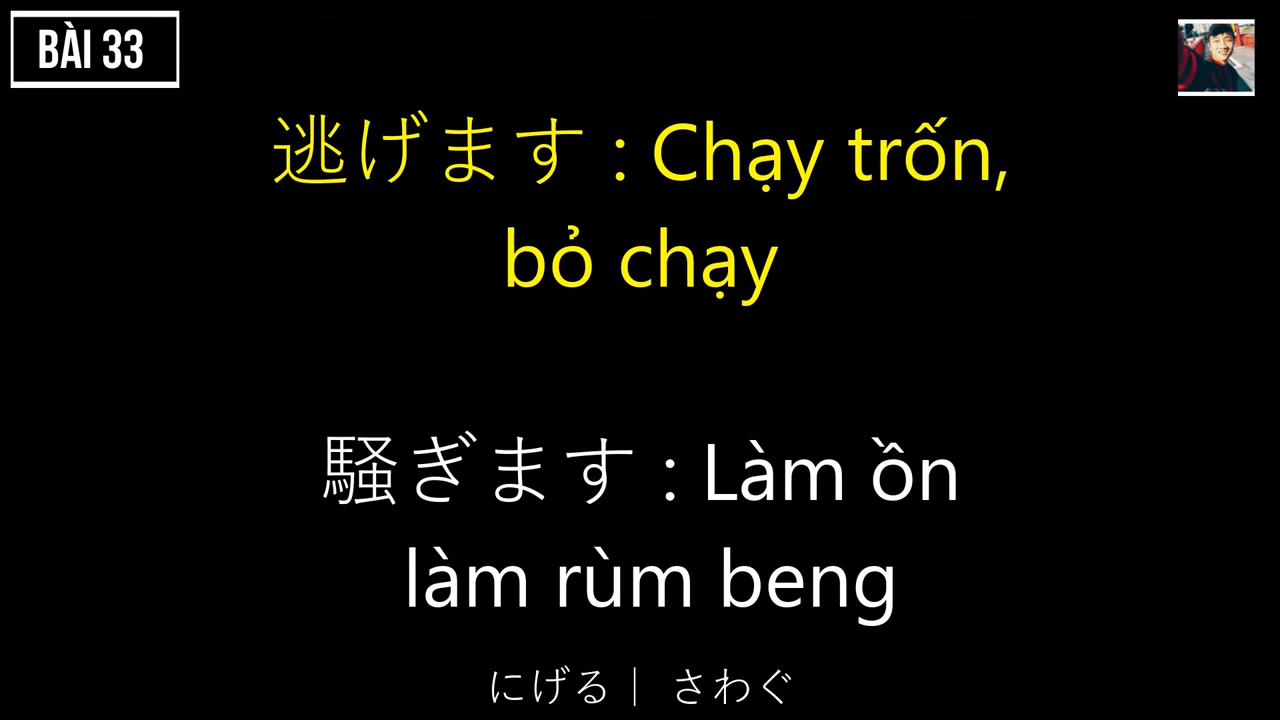 BÀI 33
逃げます : Chạy trốn,
bỏ chạy
騒ぎます : Làm ồn
làm rùm beng
にげる｜ さわぐ